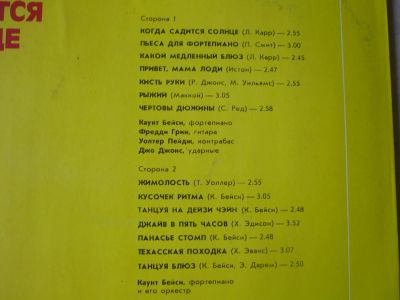 ТСЯ
ЦЕ
Сторона 1
КОГДА САДИТСЯ СОЛНЦЕ (Л. Карр) — 2.55
ПЬЕСА ДЛЯ ФОРТЕПИАНО (П. Смит) — 3.00
КАКОЙ МЕДЛЕННЫЙ БЛЮЗ (Л. Карр) — 2.45
ПРИВЕТ, МАМА ЛОДИ (Истон) — 2.47
КИСТЬ РУКИ (Р. Джонс, М. Уильямс) — 2.55
РЫЖИЙ (Маккой) — 3.05
ЧЕРТОВЫ ДЮЖИНЫ (С. Ред) — 2.58
Каунт Бейси, фортепиано
Фредди Грин, гитара
Уолтер Пейдж, контрабас
Джо Джонс, ударные
Сторона 2
ЖИМОЛОСТЬ (Т. Уоллер) — 2.55
КУСОЧЕК РИТМА (К. Бейси) — 3.05
ТАНЦУЯ НА ДЕЙЗИ ЧЭЙН (К. Бейси) — 2.48
ДЖАЙВ В ПЯТЬ ЧАСОВ (Х. Эдисон) — 3.52
ПАНАСЬЕ СТОМП (К. Бейси) — 2.48
ТЕХАССКАЯ ПОХОДКА (Х. Эванс) — 3.07
ТАНЦУЯ БЛЮЗ (К. Бейси, Э. Дарем) — 2.50
Каунт Бейси, фортепиано
и его оркестр